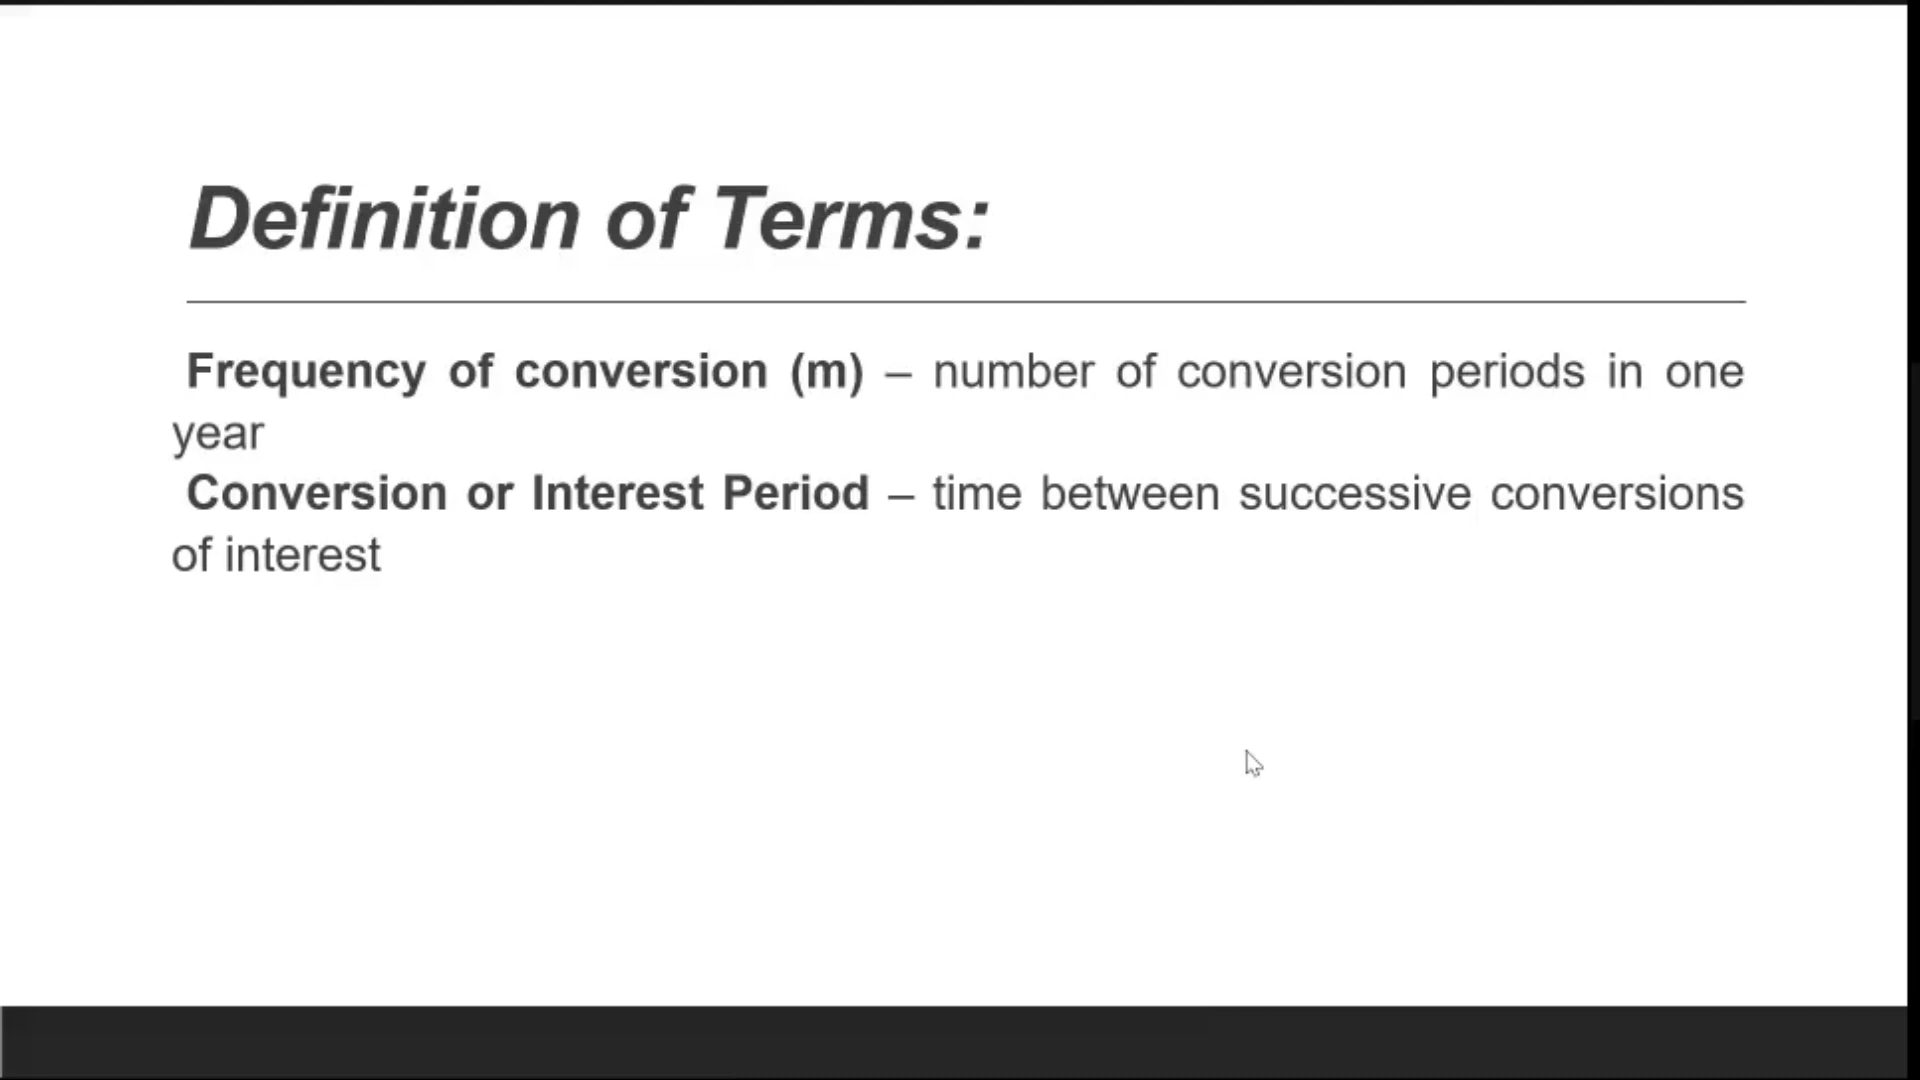 Definition of Terms:
Frequency of conversion (m) – number of conversion periods in one
year
Conversion or Interest Period – time between successive conversions
of interest